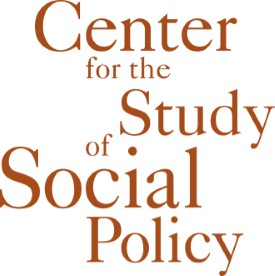 Center
for the
Study
of
Social
Policy